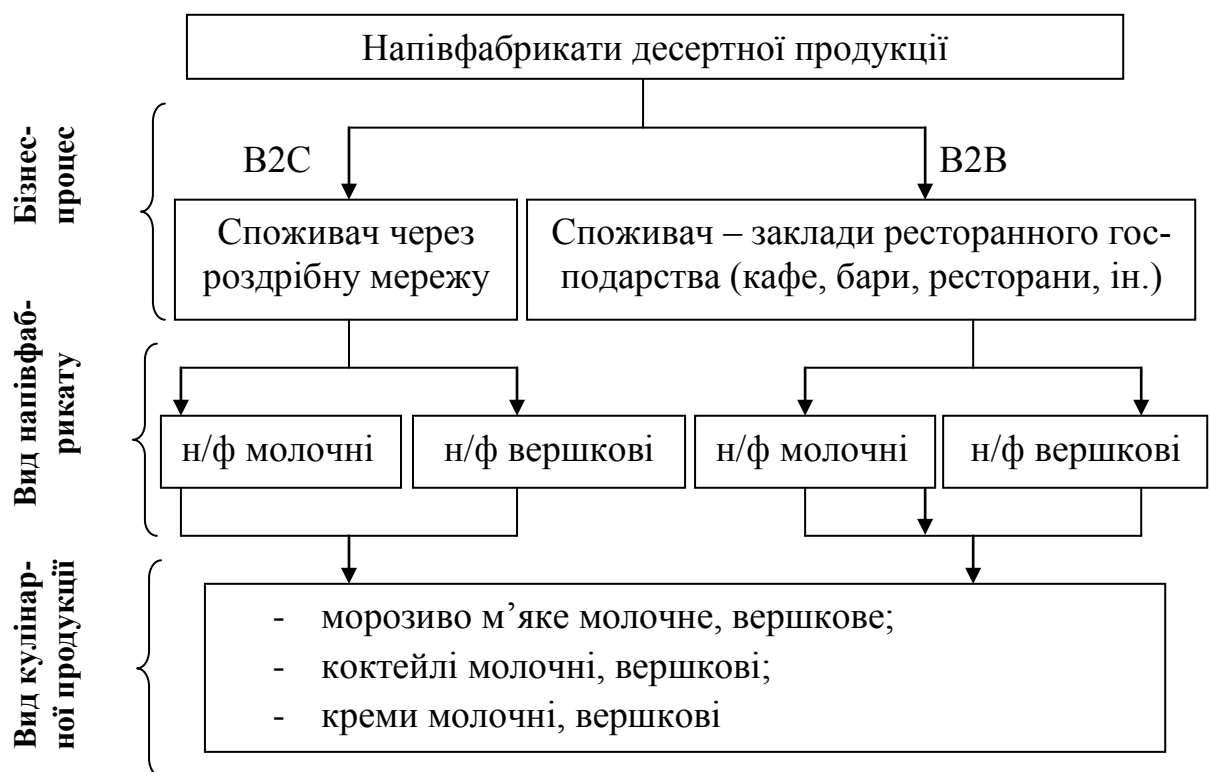 Напівфабрикати десертної продукції
Бізнес-
процес
B2C
B2B
Споживач через
роздрібну мережу
Споживач – заклади ресторанного гос-
подарства (кафе, бари, ресторани, ін.)
Вид напівфаб-
рикату
н/ф молочні
н/ф вершкові
н/ф молочні
н/ф вершкові
Вид кулінар-
ної продукції
- морозиво м’яке молочне, вершкове;
- коктейлі молочні, вершкові;
- креми молочні, вершкові